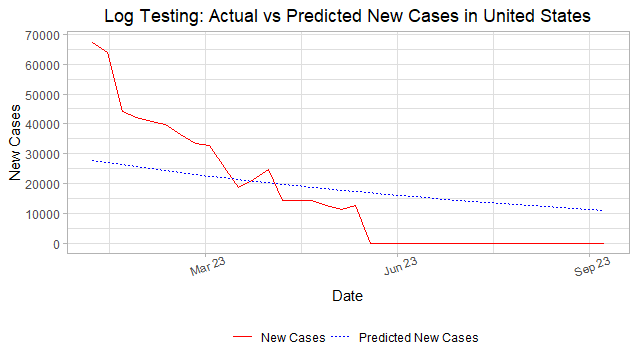 Log Testing: Actual vs Predicted New Cases in United States
70000
60000
50000
40000
30000
20000
10000
0
New Cases
Mar 23
Jun 23
Sep 23
Date
New Cases
Predicted New Cases